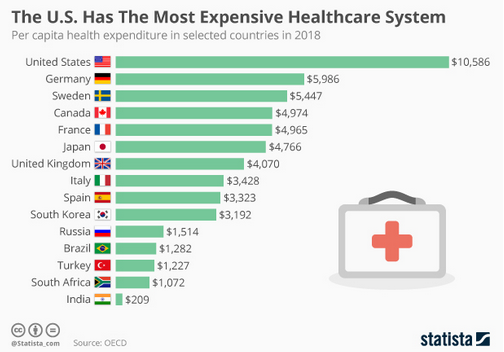 The U.S. Has The Most Expensive Healthcare System
Per capita health expenditure in selected countries in 2018
United States $10,586
Germany $5,986
Sweden $5,447
Canada $4,974
France $4,965
Japan $4,766
United Kingdom $4,070
Italy $3,428
Spain $3,323
South Korea $3,192
Russia $1,514
Brazil $1,282
Turkey $1,227
South Africa $1,072
India $209
@Statista_com Source: OECD
statista